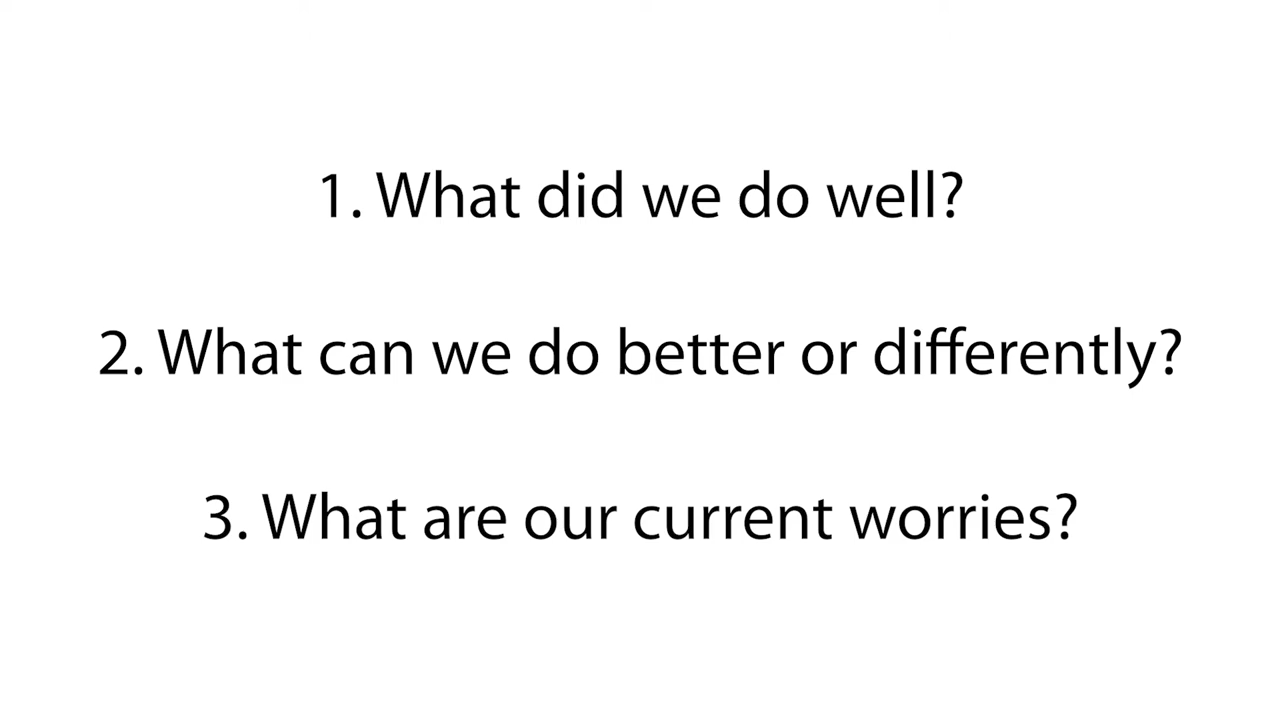 1. What did we do well?
2. What can we do better or differently?
3. What are our current worries?